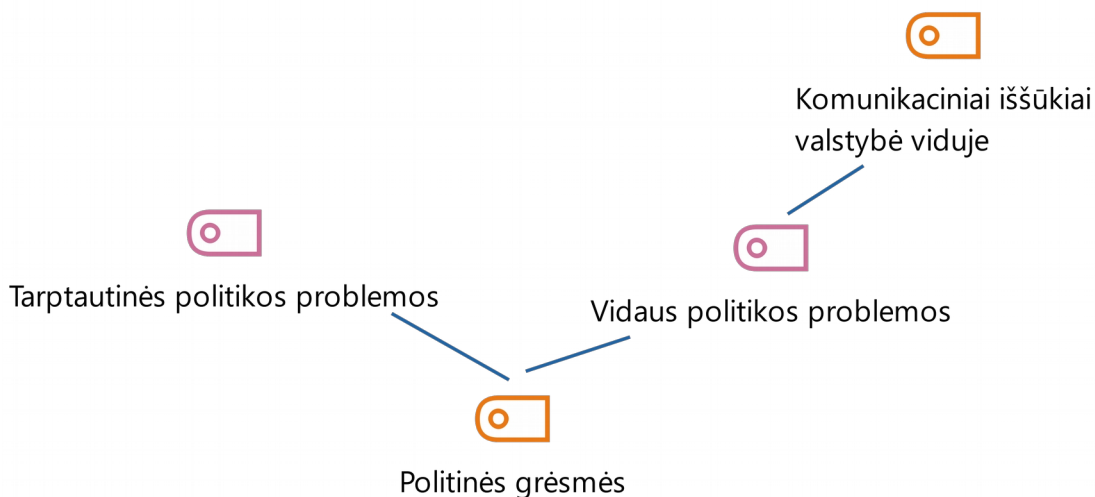 Komunikaciniai iššūkiai
valstybė viduje
Tarptautinės politikos problemos
Vidaus politikos problemos
Politinės grėsmės